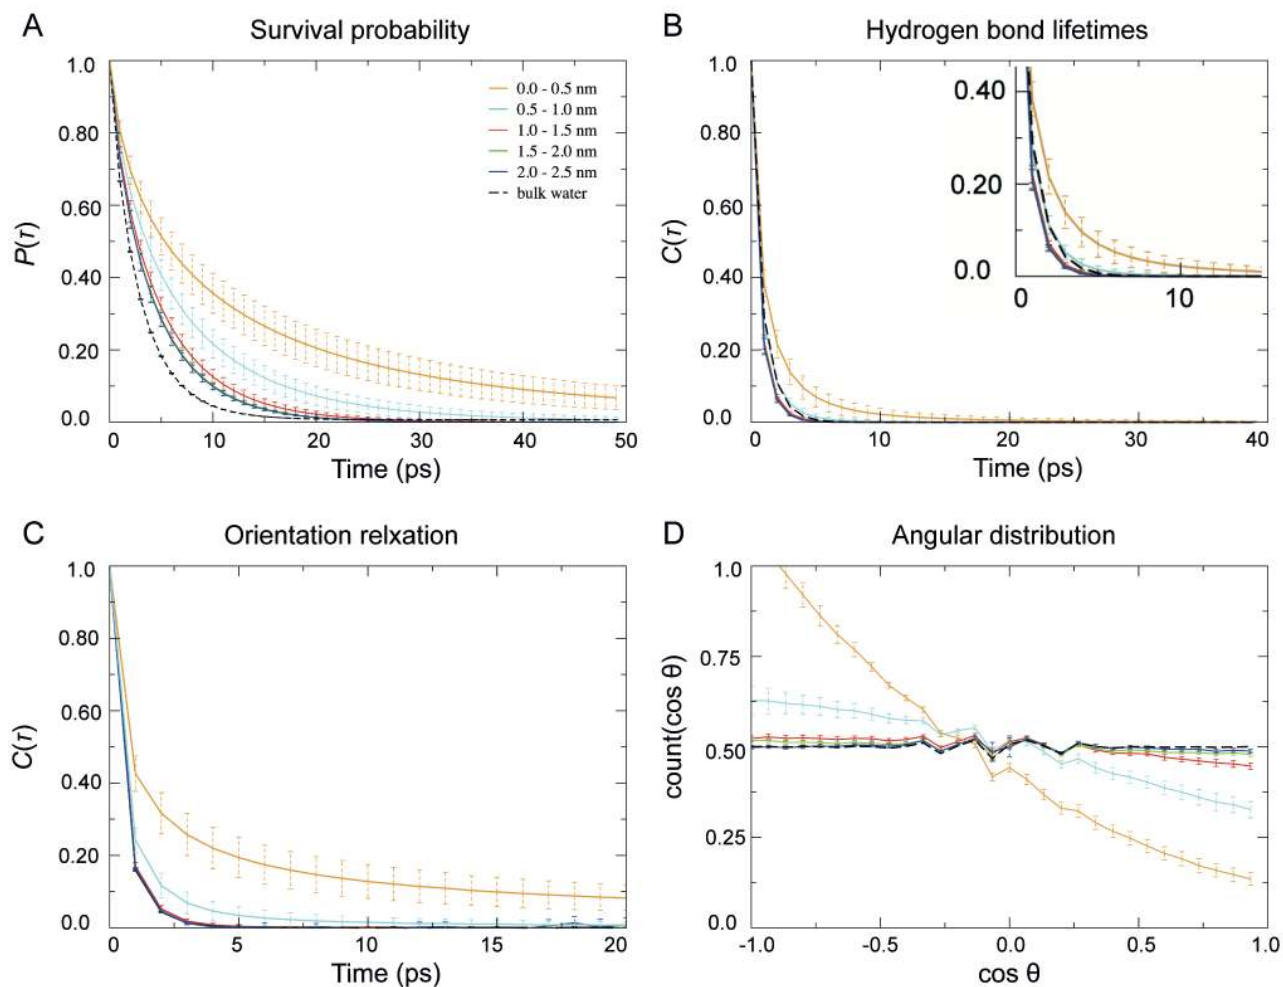 A
Survival probability
1.0
0.80
0.60
0.40
0.20
0.0
P(τ)
0.0 - 0.5 nm
0.5 - 1.0 nm
1.0 - 1.5 nm
1.5 - 2.0 nm
2.0 - 2.5 nm
bulk water
0 10 20 30 40 50
Time (ps)
B
Hydrogen bond lifetimes
1.0
0.80
0.60
0.40
0.20
0.0
C(τ)
0.40
0.20
0.0
0 10
0 10 20 30 40
Time (ps)
C
Orientation relxation
1.0
0.80
0.60
0.40
0.20
0.0
C(τ)
0 5 10 15 20
Time (ps)
D
Angular distribution
1.0
0.75
0.50
0.25
0.0
count(cos θ)
-1.0 -0.5 0.0 0.5 1.0
cos θ